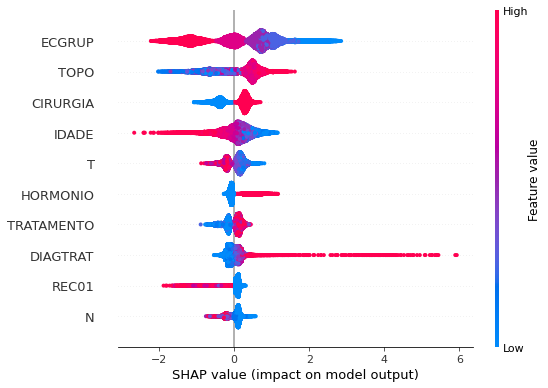 High
ECGRUP
TOPO
CIRURGIA
IDADE
T
HORMONIO
TRATAMENTO
DIAGTRAT
REC01
N
Feature value
Low
−2 0 2 4 6
SHAP value (impact on model output)